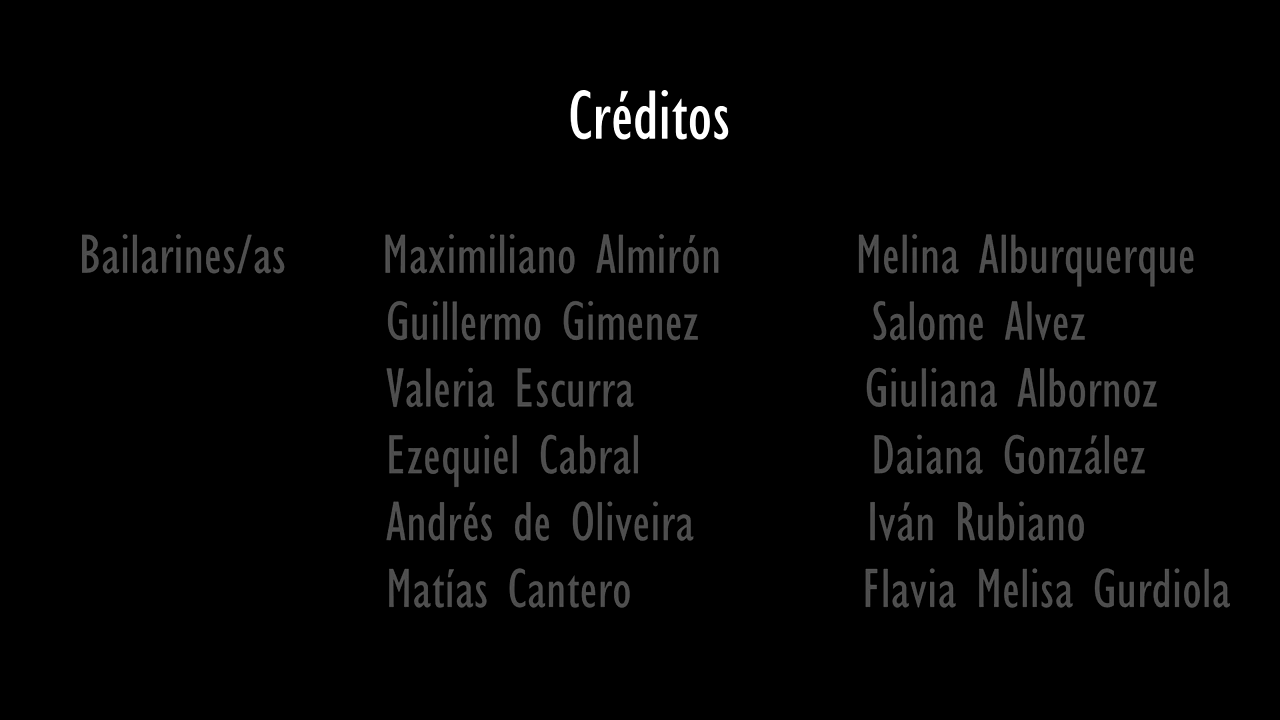 Créditos
Bailarines/as Maximiliano Almirón Melina Alburquerque
Guillermo Gimenez Salome Alvez
Valeria Escurra Giuliana Albornoz
Ezequiel Cabral Daiana González
Andrés de Oliveira Iván Rubiano
Matías Cantero Flavia Melisa Gurdiola